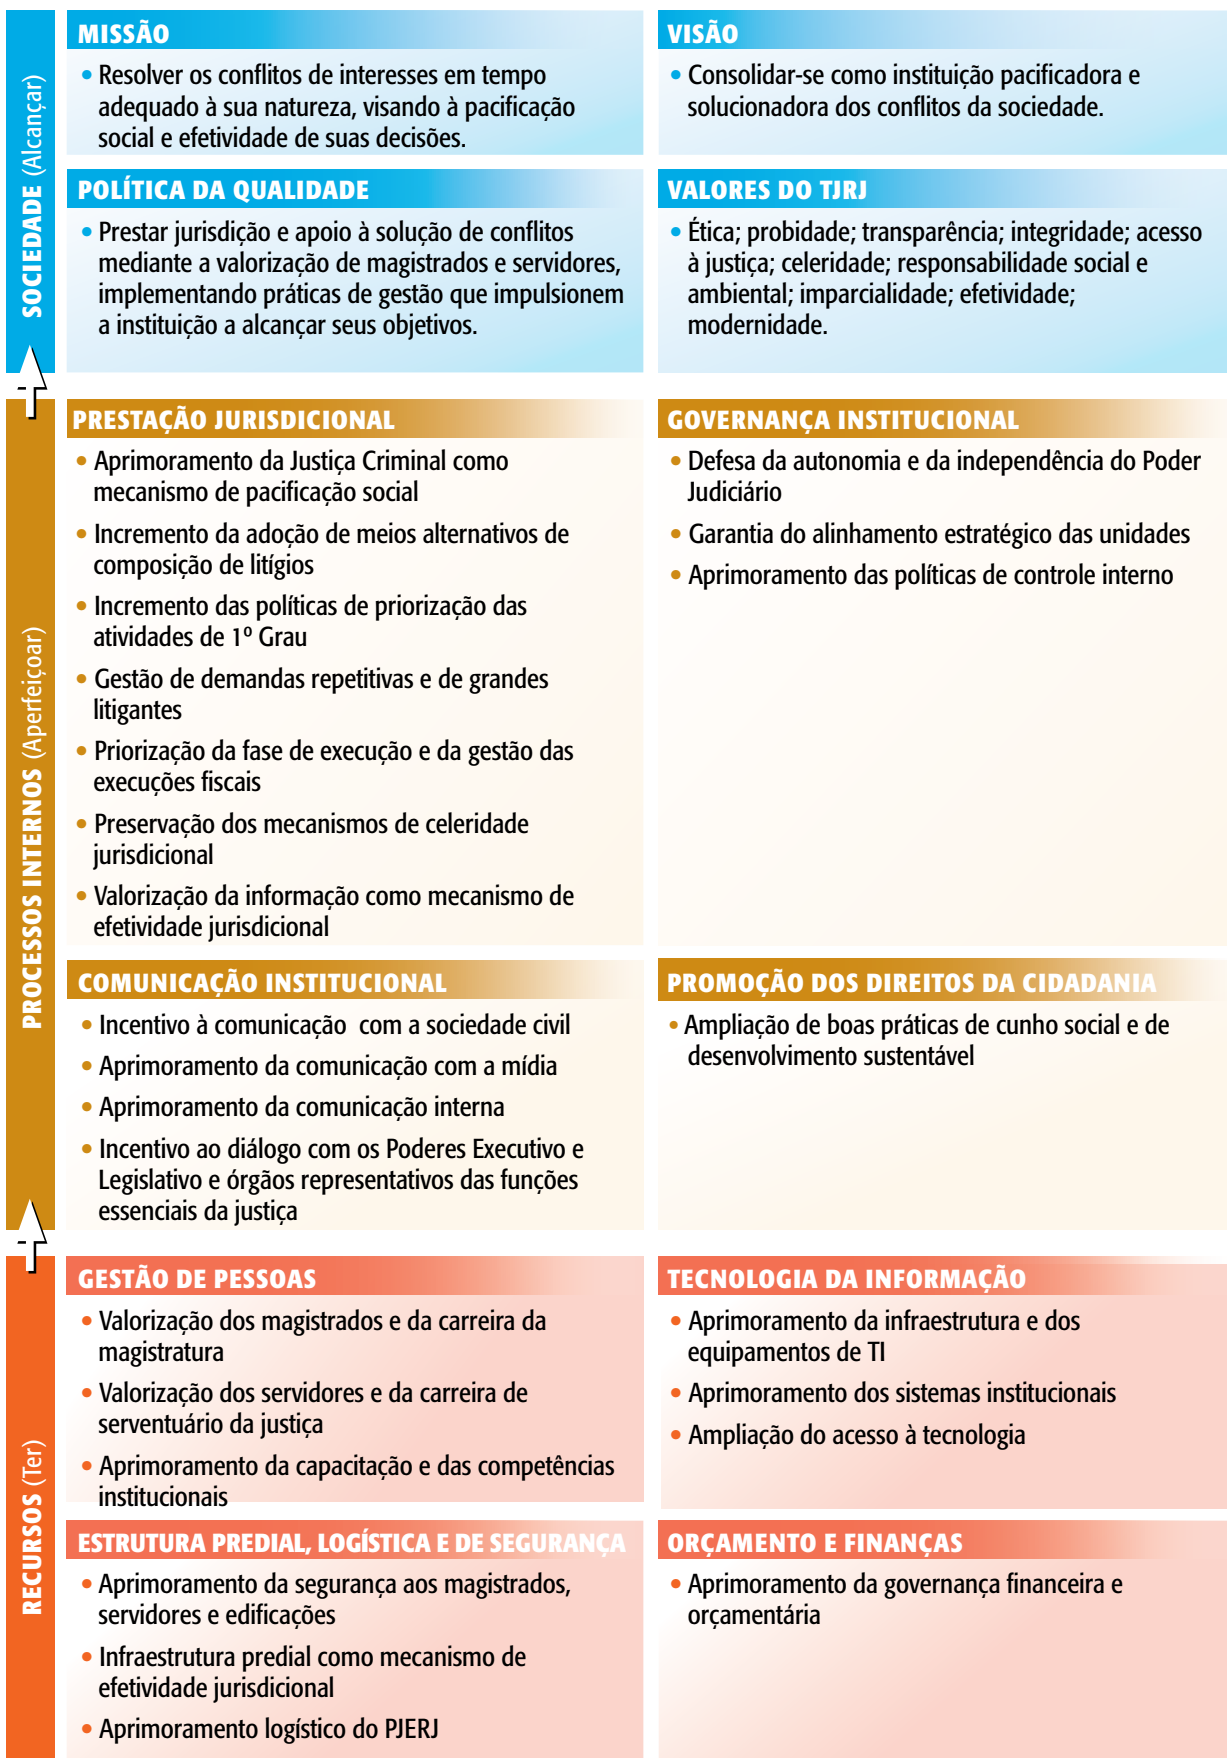 SOCIEDADE (Alcançar)
MISSÃO
• Resolver os conflitos de interesses em tempo
adequado à sua natureza, visando à pacificação
social e efetividade de suas decisões.
VISÃO
• Consolidar-se como instituição pacificadora e
solucionadora dos conflitos da sociedade.
POLÍTICA DA QUALIDADE
• Prestar jurisdição e apoio à solução de conflitos
mediante a valorização de magistrados e servidores,
implementando práticas de gestão que impulsionem
a instituição a alcançar seus objetivos.
VALORES DO TJRJ
• Ética; probidade; transparência; integridade; acesso
à justiça; celeridade; responsabilidade social e
ambiental; imparcialidade; efetividade;
modernidade.
PROCESSOS INTERNOS (Aperfeiçoar)
PRESTAÇÃO JURISDICIONAL
• Aprimoramento da Justiça Criminal como
mecanismo de pacificação social
• Incremento da adoção de meios alternativos de
composição de litígios
• Incremento das políticas de priorização das
atividades de 1º Grau
• Gestão de demandas repetitivas e de grandes
litigantes
• Priorização da fase de execução e da gestão das
execuções fiscais
• Preservação dos mecanismos de celeridade
jurisdicional
• Valorização da informação como mecanismo de
efetividade jurisdicional
GOVERNANÇA INSTITUCIONAL
• Defesa da autonomia e da independência do Poder
Judiciário
• Garantia do alinhamento estratégico das unidades
• Aprimoramento das políticas de controle interno
COMUNICAÇÃO INSTITUCIONAL
• Incentivo à comunicação com a sociedade civil
• Aprimoramento da comunicação com a mídia
• Aprimoramento da comunicação interna
• Incentivo ao diálogo com os Poderes Executivo e
Legislativo e órgãos representativos das funções
essenciais da justiça
PROMOÇÃO DOS DIREITOS DA CIDADANIA
• Ampliação de boas práticas de cunho social e de
desenvolvimento sustentável
RECURSOS (Ter)
GESTÃO DE PESSOAS
• Valorização dos magistrados e da carreira da
magistratura
• Valorização dos servidores e da carreira de
serventuário da justiça
• Aprimoramento da capacitação e das competências
institucionais
TECNOLOGIA DA INFORMAÇÃO
• Aprimoramento da infraestrutura e dos
equipamentos de TI
• Aprimoramento dos sistemas institucionais
• Ampliação do acesso à tecnologia
ESTRUTURA PREDIAL, LOGÍSTICA E DE SEGURANÇA
• Aprimoramento da segurança aos magistrados,
servidores e edificações
• Infraestrutura predial como mecanismo de
efetividade jurisdicional
• Aprimoramento logístico do PJERJ
ORÇAMENTO E FINANÇAS
• Aprimoramento da governança financeira e
orçamentária